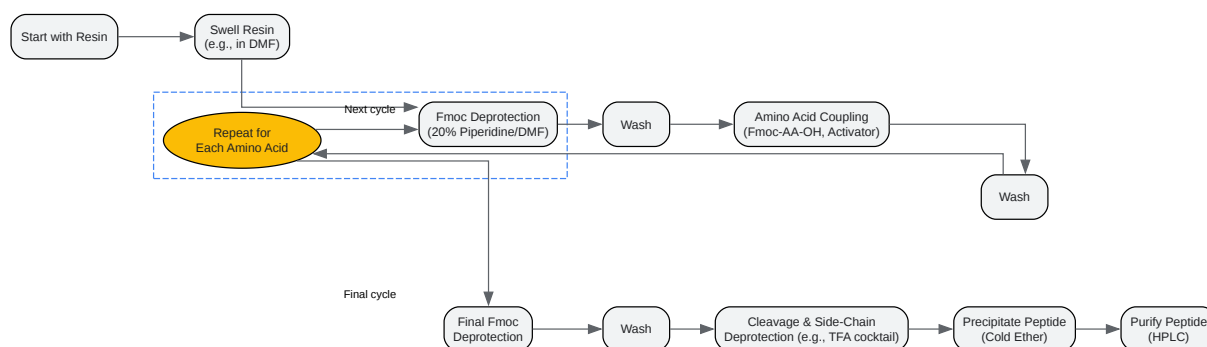 Start with Resin
Swell Resin
(e.g., in DMF)
Next cycle
Repeat for
Each Amino Acid
Fmoc Deprotection
(20% Piperidine/DMF)
Wash
Amino Acid Coupling
(Fmoc-AA-OH, Activator)
Wash
Final cycle
Final Fmoc
Deprotection
Wash
Cleavage & Side-Chain
Deprotection (e.g., TFA cocktail)
Precipitate Peptide
(Cold Ether)
Purify Peptide
(HPLC)